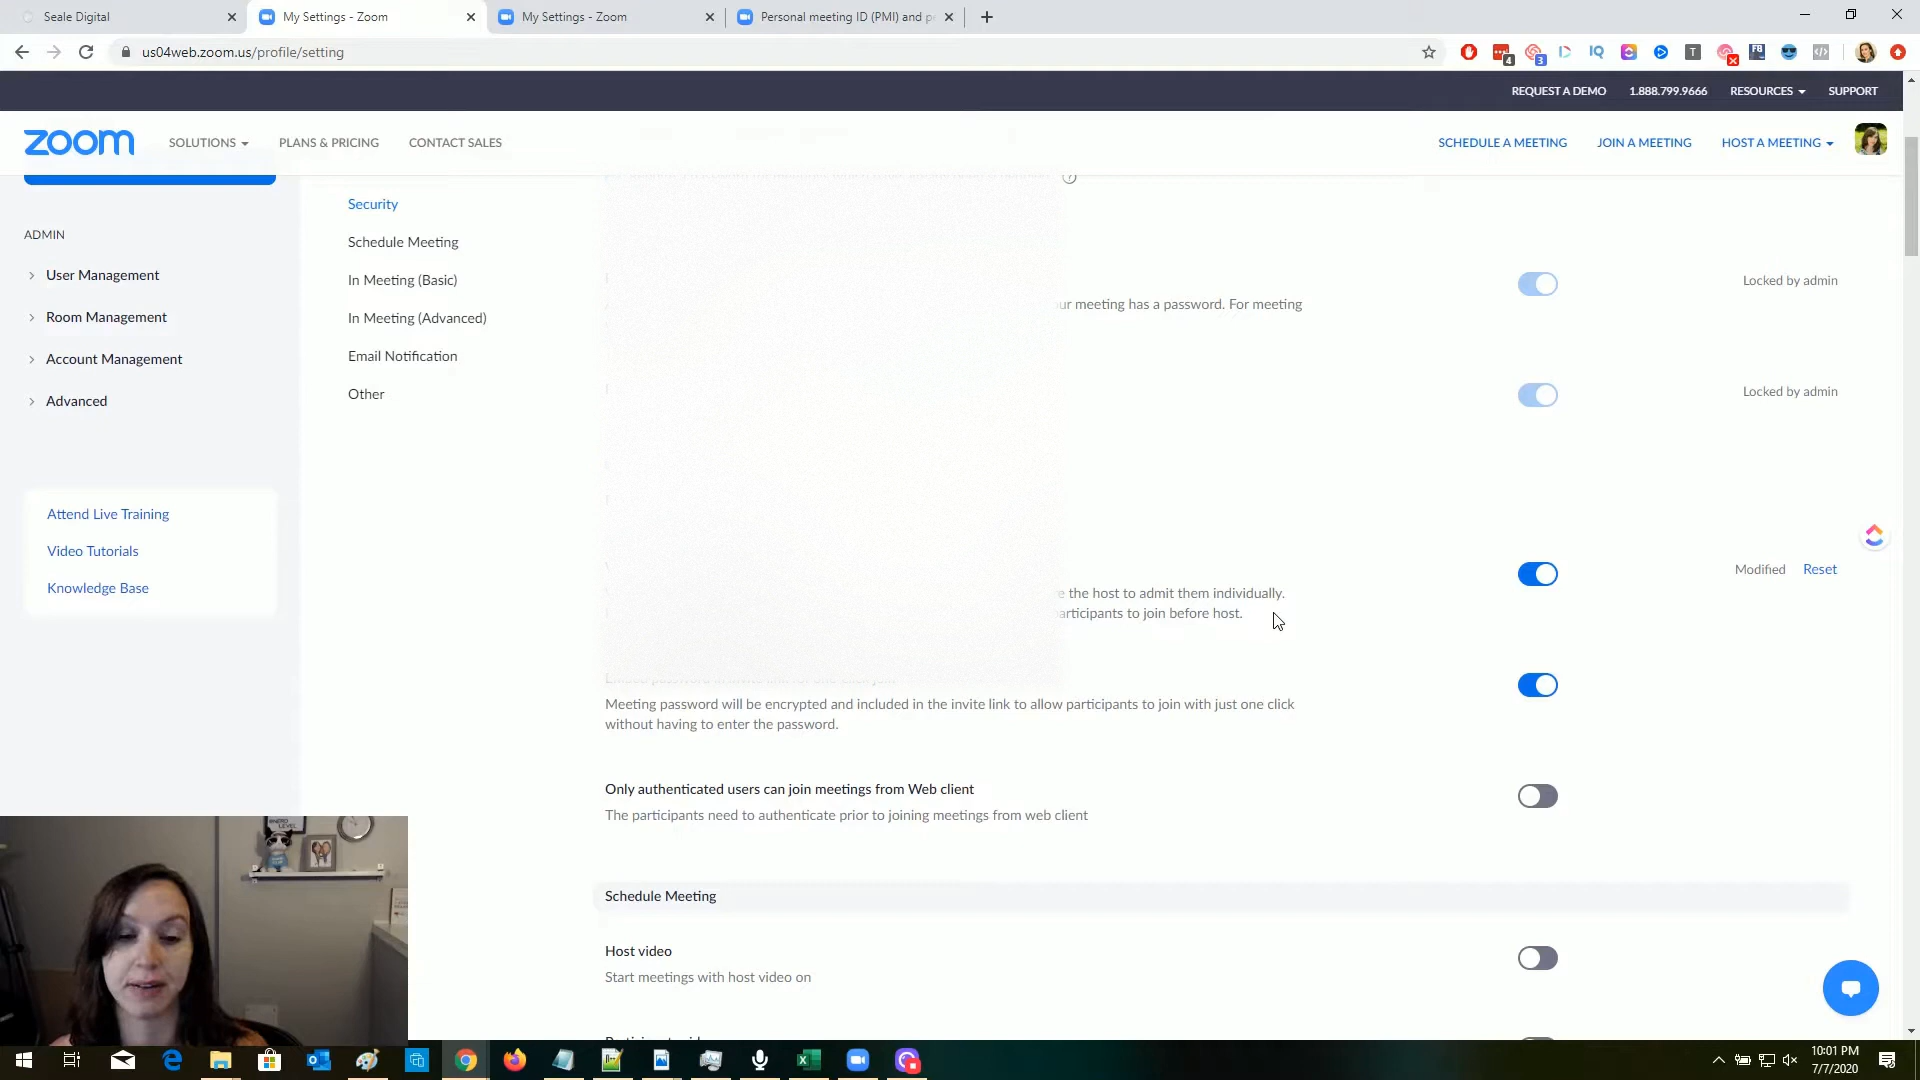 Seale Digital
My Settings - Zoom
My Settings - Zoom
Personal meeting ID (PMI) and
us04web.zoom.us/profile/setting
REQUEST A DEMO
1.888.799.9666
RESOURCES
SUPPORT
zoom
SOLUTIONS
PLANS & PRICING
CONTACT SALES
SCHEDULE A MEETING
JOIN A MEETING
HOST A MEETING
ADMIN
User Management
Room Management
Account Management
Advanced
Attend Live Training
Video Tutorials
Knowledge Base
Security
Schedule Meeting
In Meeting (Basic)
In Meeting (Advanced)
Email Notification
Other
meeting has a password. For meeting
Locked by admin
Locked by admin
the host to admit them individually.
participants to join before host.
Modified Reset
Meeting password will be encrypted and included in the invite link to allow participants to join with just one click
without having to enter the password.
Only authenticated users can join meetings from Web client
The participants need to authenticate prior to joining meetings from web client
Schedule Meeting
Host video
Start meetings with host video on
10:01 PM
7/7/2020